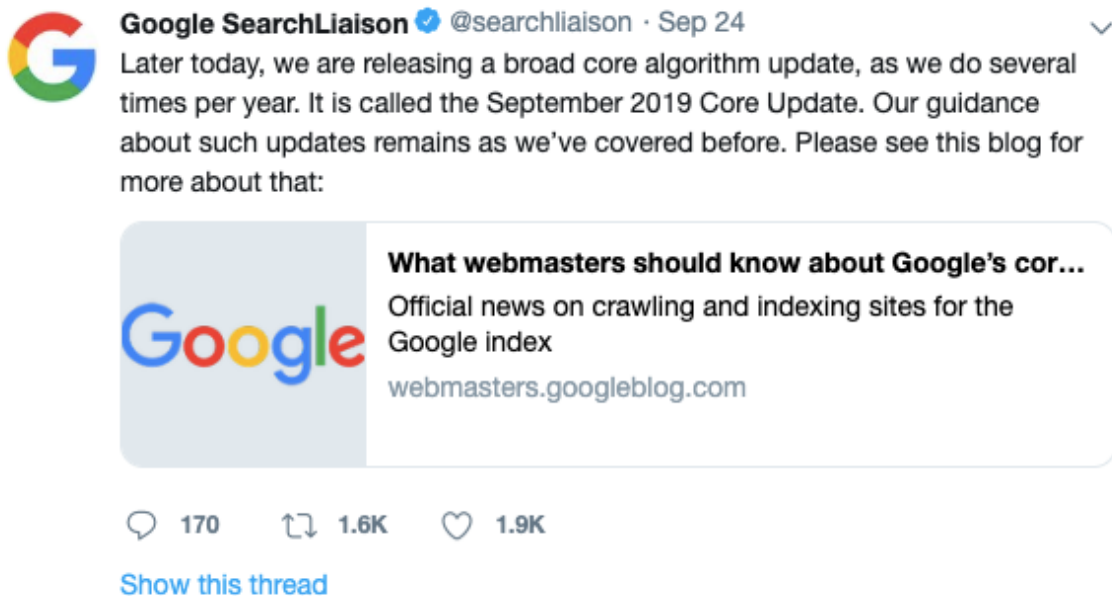 Google SearchLiaison @searchliaison · Sep 24
Later today, we are releasing a broad core algorithm update, as we do several
times per year. It is called the September 2019 Core Update. Our guidance
about such updates remains as we've covered before. Please see this blog for
more about that:
Google
What webmasters should know about Google's cor...
Official news on crawling and indexing sites for the
Google index
webmasters.googleblog.com
170 1.6K 1.9K
Show this thread